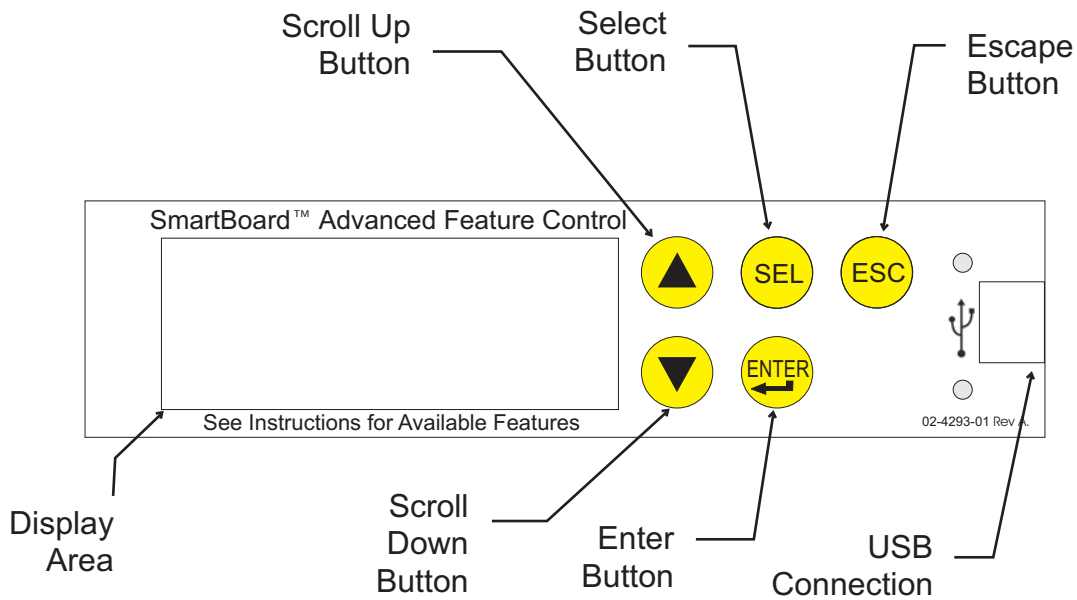 Scroll Up
Button
Select
Button
Escape
Button
SmartBoard™ Advanced Feature Control
SEL
ESC
ENTER
See Instructions for Available Features
02-4293-01 Rev A.
Display
Area
Scroll
Down
Button
Enter
Button
USB
Connection